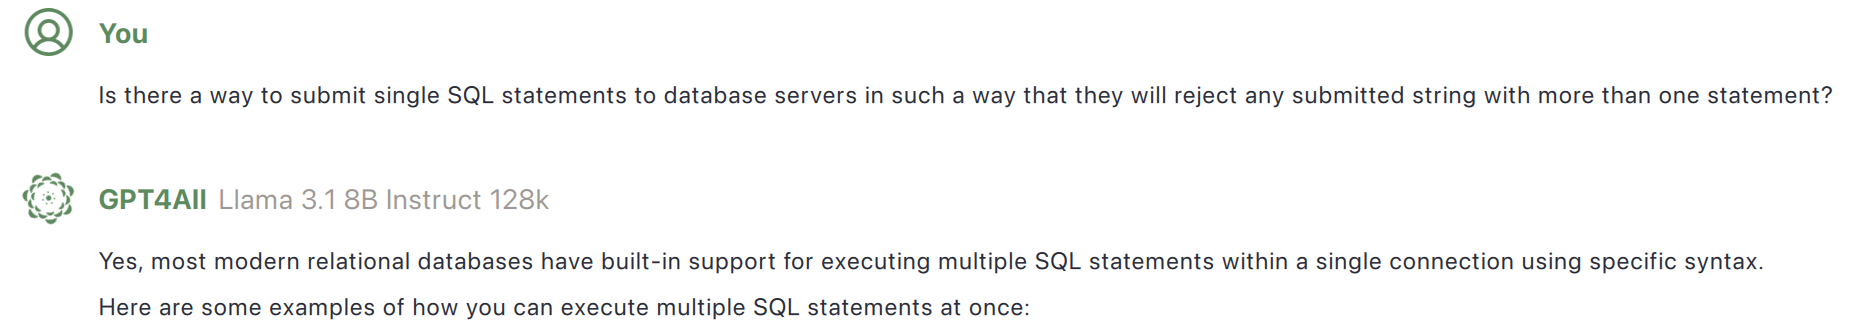 You
Is there a way to submit single SQL statements to database servers in such a way that they will reject any submitted string with more than one statement?
GPT4All Llama 3.1 8B Instruct 128k
Yes, most modern relational databases have built-in support for executing multiple SQL statements within a single connection using specific syntax.
Here are some examples of how you can execute multiple SQL statements at once: